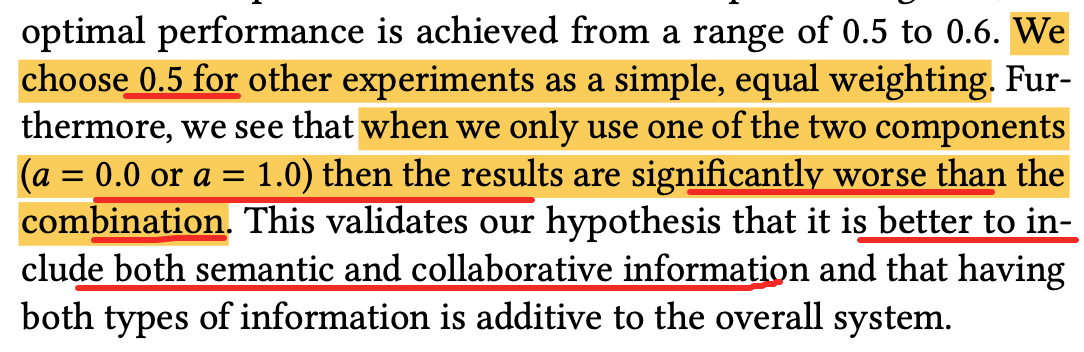 optimal performance is achieved from a range of 0.5 to 0.6. We
choose 0.5 for other experiments as a simple, equal weighting. Fur-
thermore, we see that when we only use one of the two components
(a = 0.0 or a = 1.0) then the results are significantly worse than the
combination. This validates our hypothesis that it is better to in-
clude both semantic and collaborative information and that having
both types of information is additive to the overall system.